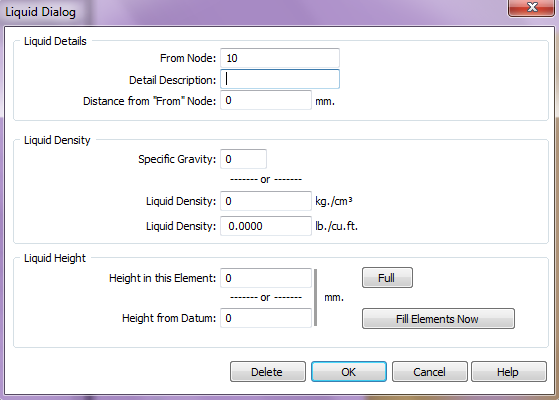 Liquid Dialog
Liquid Details
From Node: 10
Detail Description:
Distance from "From" Node: 0 mm.
Liquid Density
Specific Gravity: 0
------- or -------
Liquid Density: 0 kg./cm³
Liquid Density: 0.0000 lb./cu.ft.
Liquid Height
Height in this Element: 0 Full
------- or ------- mm.
Height from Datum: 0 Fill Elements Now
Delete OK Cancel Help